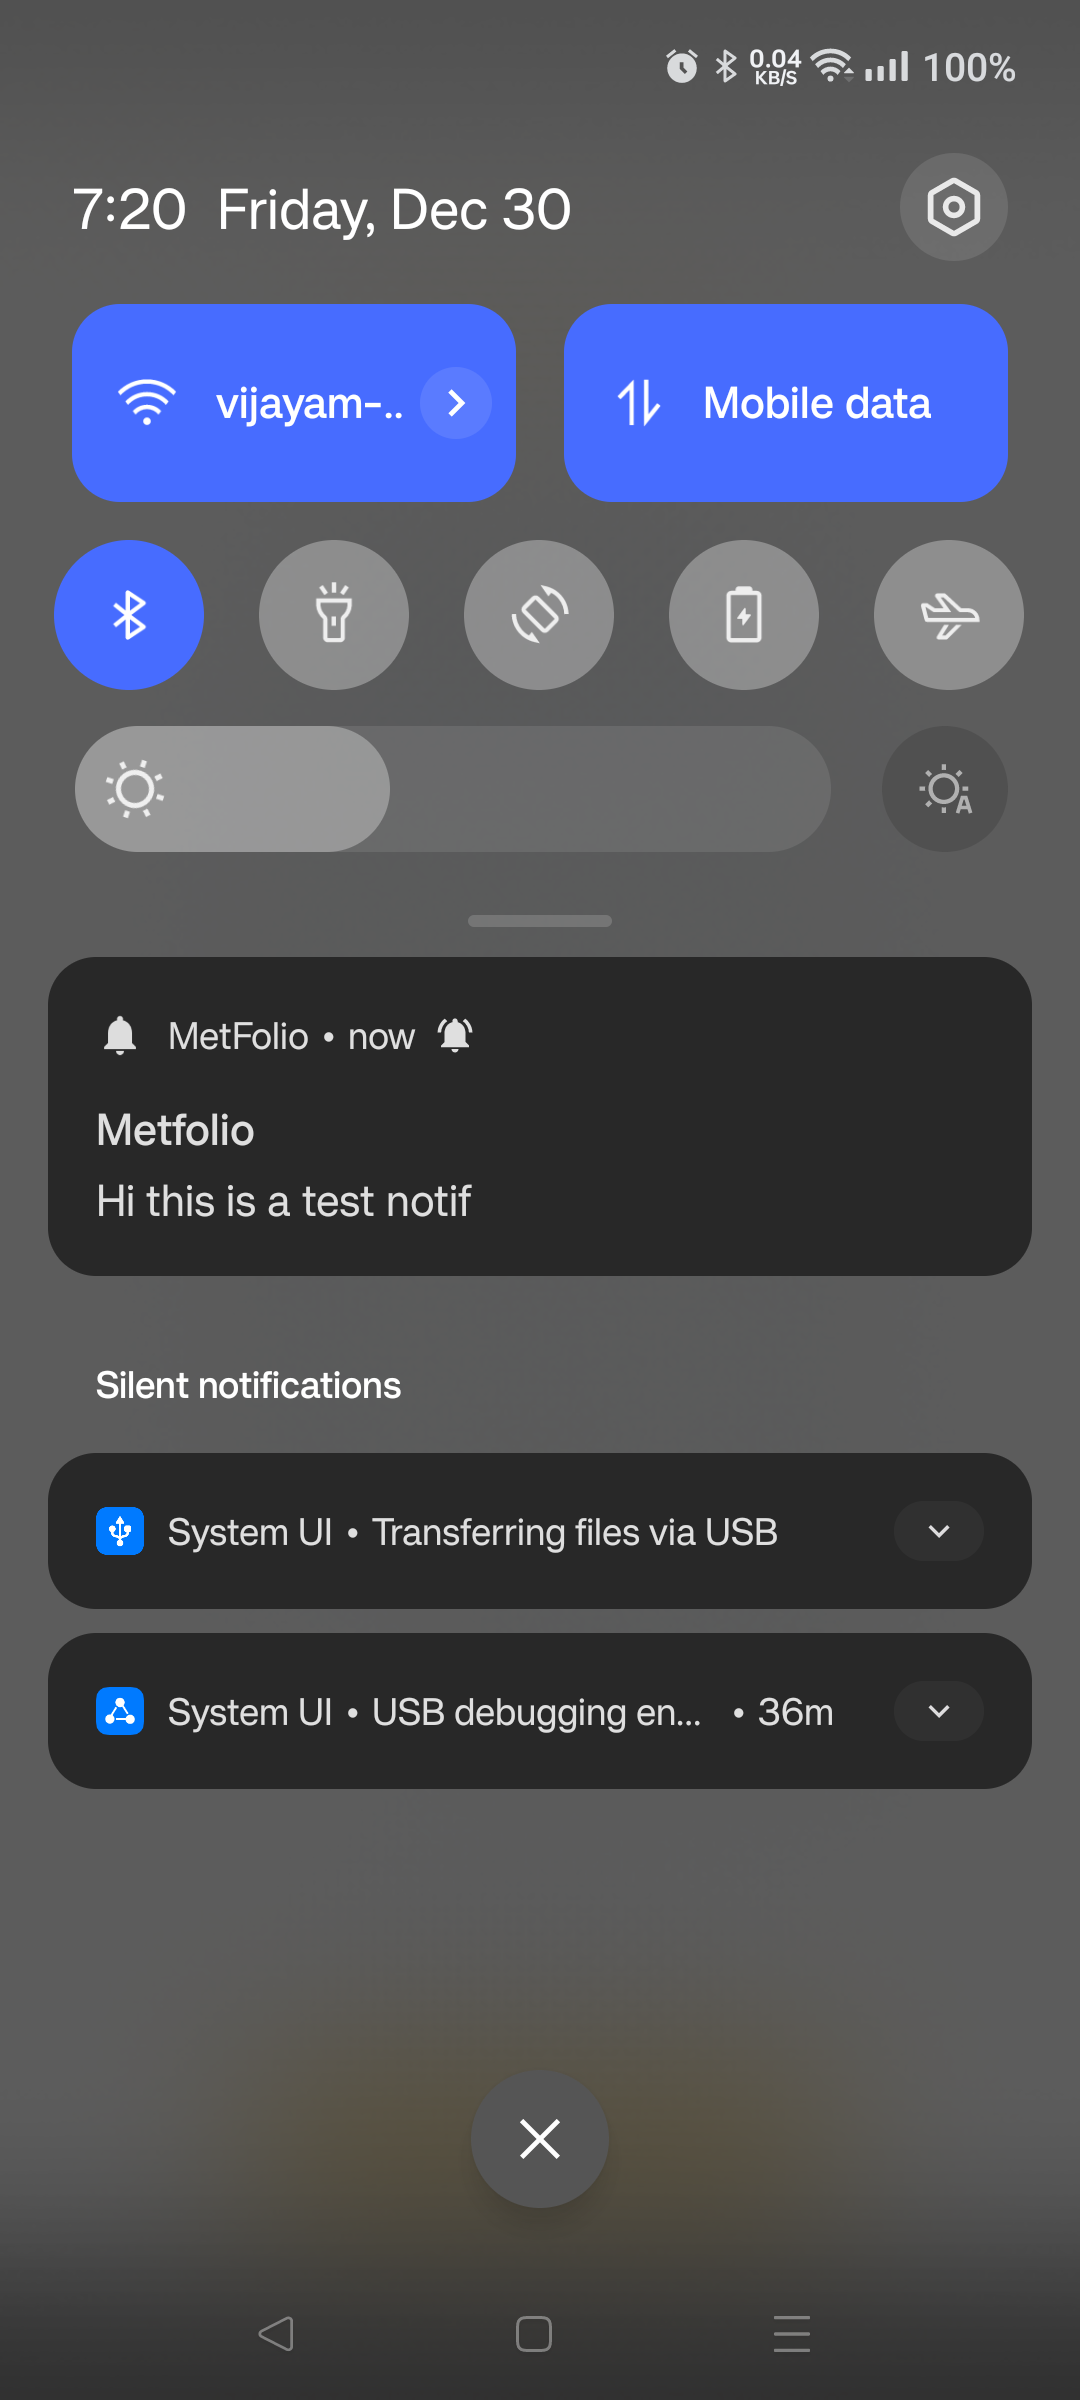 0.04
KB/S
100%
7:20 Friday, Dec 30
vijayam-..
Mobile data
A
MetFolio • now
Metfolio
Hi this is a test notif
Silent notifications
System UI • Transferring files via USB
System UI • USB debugging en... • 36m